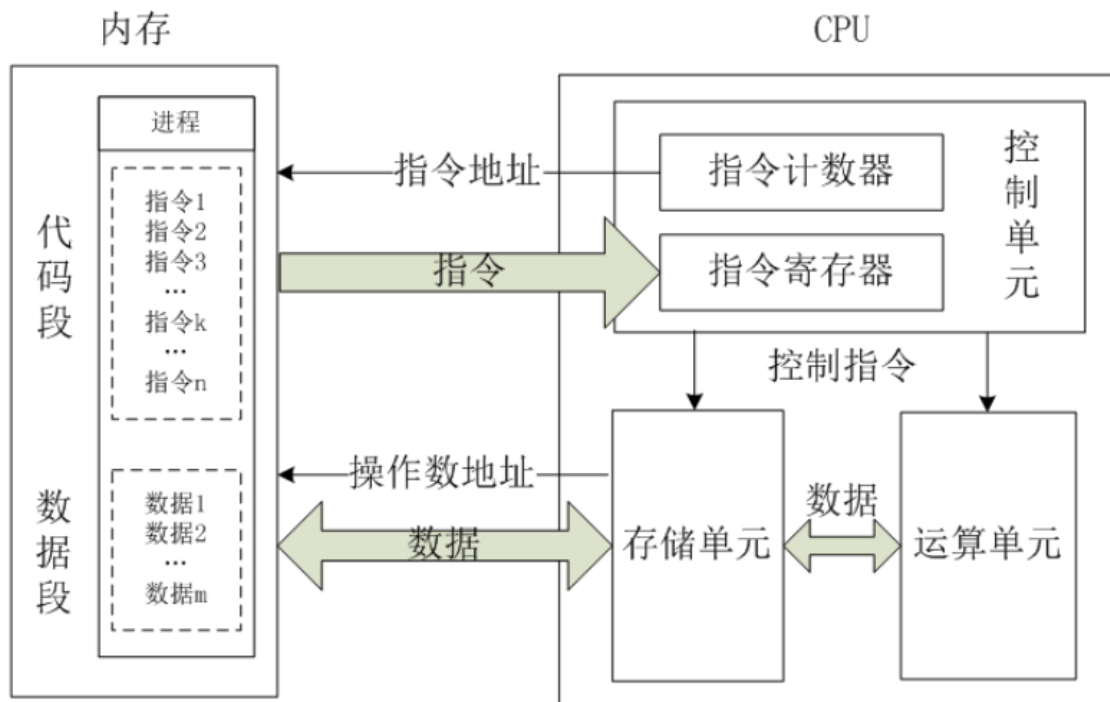 内存
CPU
进程
代码段
指令1
指令2
指令3
...
指令k
...
指令n
数据段
数据1
数据2
...
数据m
指令地址
指令
操作数地址
数据
指令计数器
指令寄存器
控制单元
控制指令
存储单元
数据
运算单元